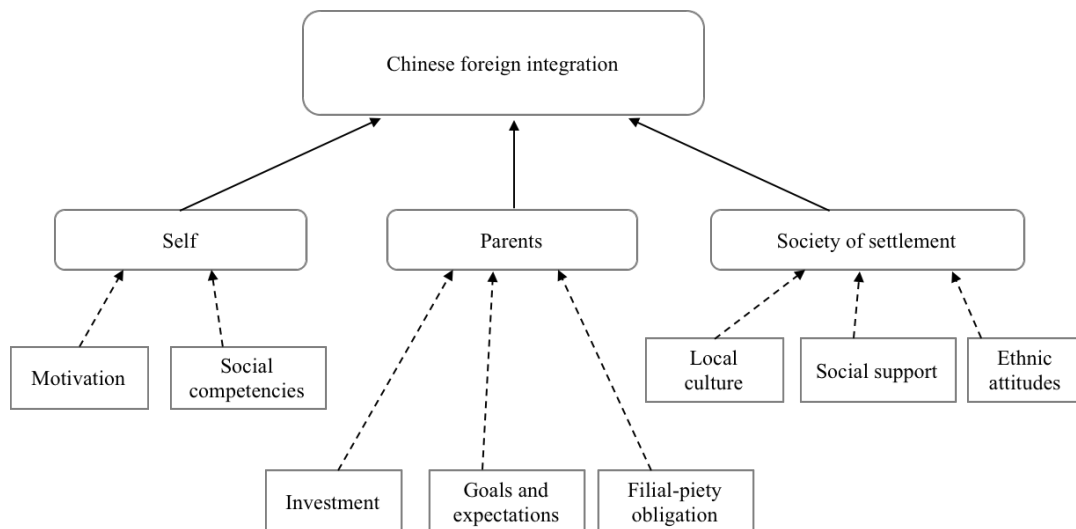 Chinese foreign integration
Self
Parents
Society of settlement
Motivation
Social
competencies
Local
culture
Social support
Ethnic
attitudes
Investment
Goals and
expectations
Filial-piety
obligation